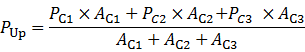 P_Up = (P_C1 × A_C1 + P_C2 × A_C2 + P_C3 × A_C3) / (A_C1 + A_C2 + A_C3)